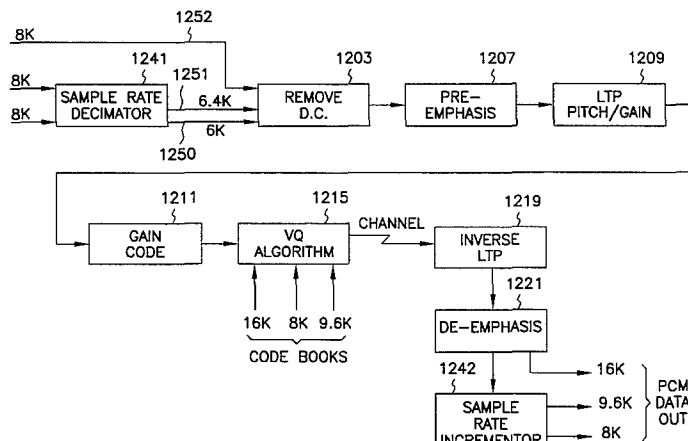 1252
8K
1241
1251
1203
1207
1209
8K
8K
SAMPLE RATE
DECIMATOR
6.4K
6K
1250
REMOVE
D.C.
PRE-
EMPHASIS
LTP
PITCH/GAIN
1211
1215
CHANNEL
1219
GAIN
CODE
VQ
ALGORITHM
INVERSE
LTP
1221
16K
8K
9.6K
CODE BOOKS
DE-EMPHASIS
1242
16K
SAMPLE
RATE
INCREMENTOR
9.6K
8K
PCM
DATA
OUT